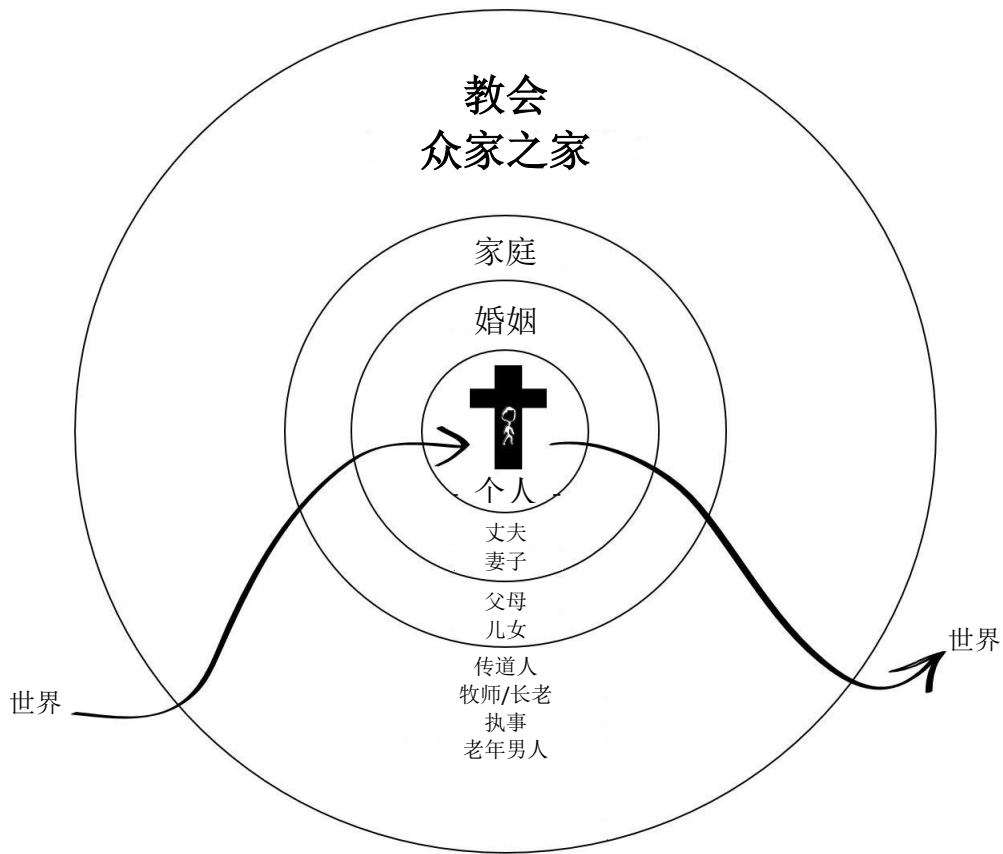 教会
众家之家
家庭
婚姻
- 个人 -
丈夫
妻子
父母
儿女
传道人
牧师/长老
执事
老年男人
世界
世界